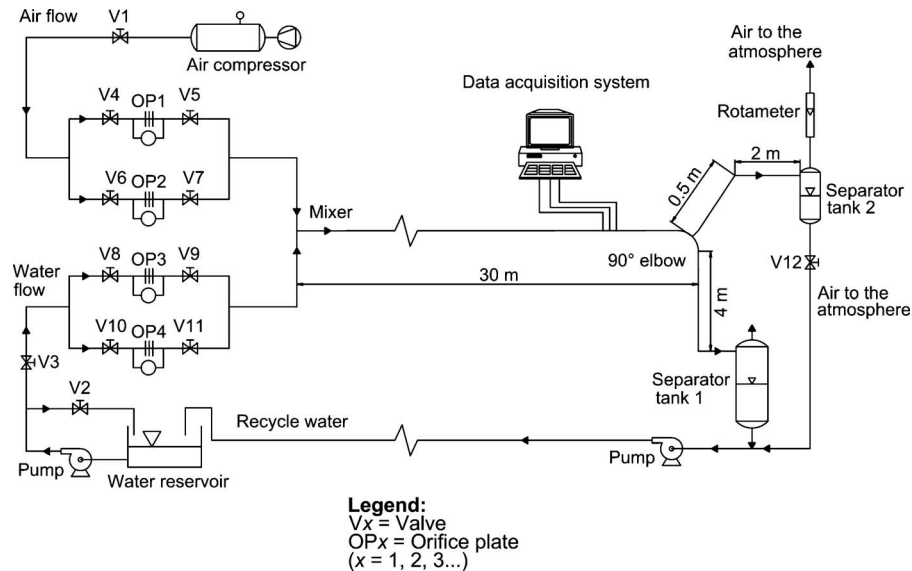 Air flow
V1
Air compressor
V4
OP1
V5
V6
OP2
V7
Mixer
Data acquisition system
Air to the
atmosphere
Rotameter
2 m
0.5 m
Separator
tank 2
90° elbow
V12
Air to the
atmosphere
Water
flow
V8
OP3
V9
30 m
4 m
V10
OP4
V11
V3
V2
Separator
tank 1
Recycle water
Pump
Water reservoir
Pump
Legend:
Vx = Valve
OPx = Orifice plate
(x = 1, 2, 3...)